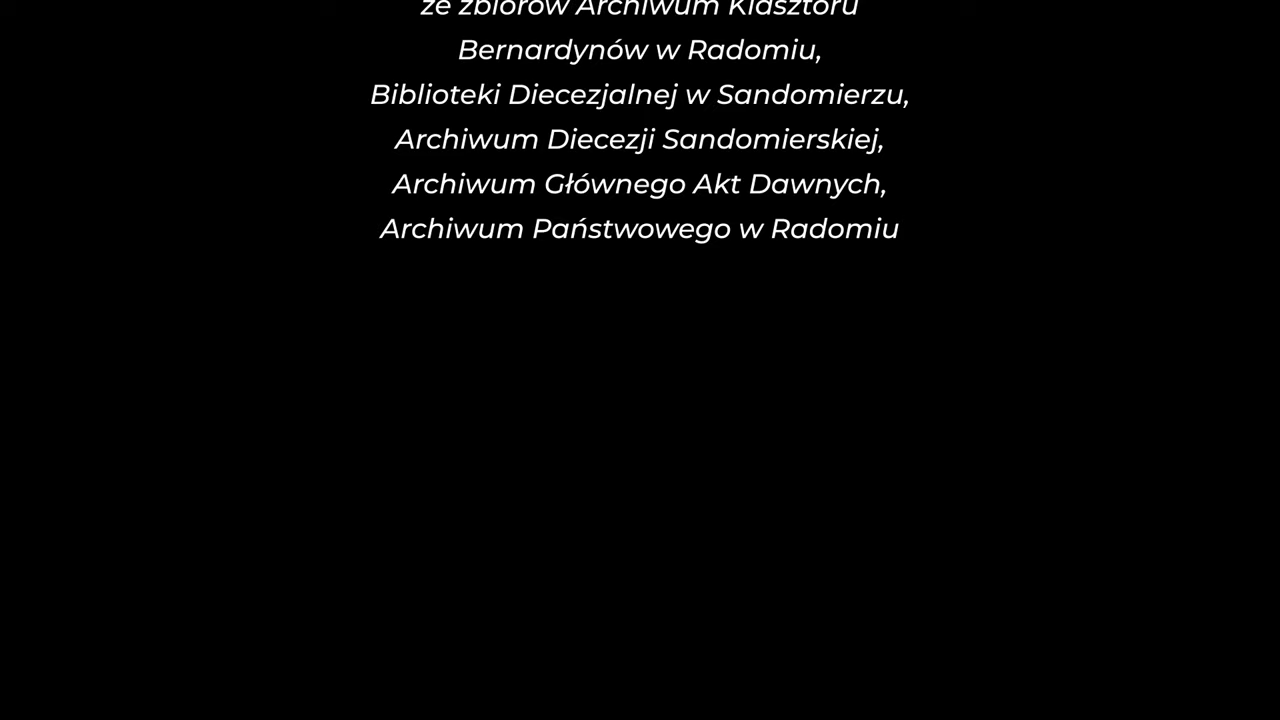 ze zbiorów Archiwum Klasztoru
Bernardynów w Radomiu,
Biblioteki Diecezjalnej w Sandomierzu,
Archiwum Diecezji Sandomierskiej,
Archiwum Głównego Akt Dawnych,
Archiwum Państwowego w Radomiu